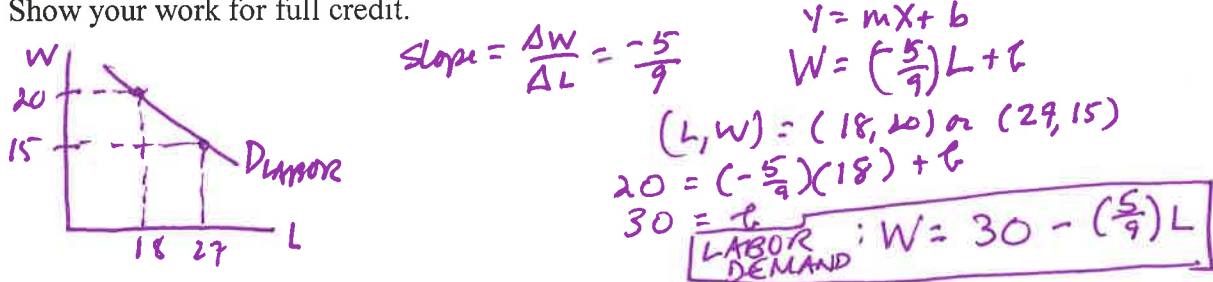 Show your work for full credit.
W
20
15
18 27
L
DLABOR
Slope = ΔW/ΔL = -5/9
y = mx + b
W = (-5/9)L + b
(L, W) = (18, 20) or (27, 15)
20 = (-5/9)(18) + b
30 = b
LABOR DEMAND : W = 30 - (5/9)L